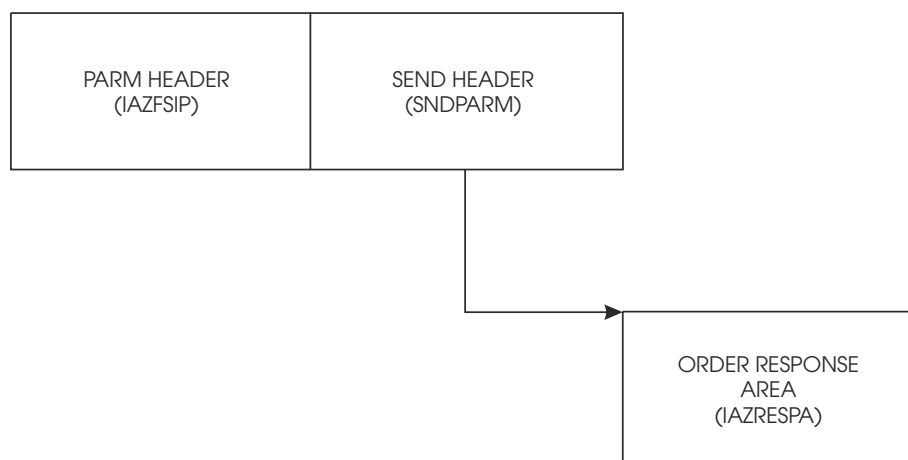 PARM HEADER
(IAZFSIP)
SEND HEADER
(SNDPARM)
ORDER RESPONSE
AREA
(IAZRESPA)